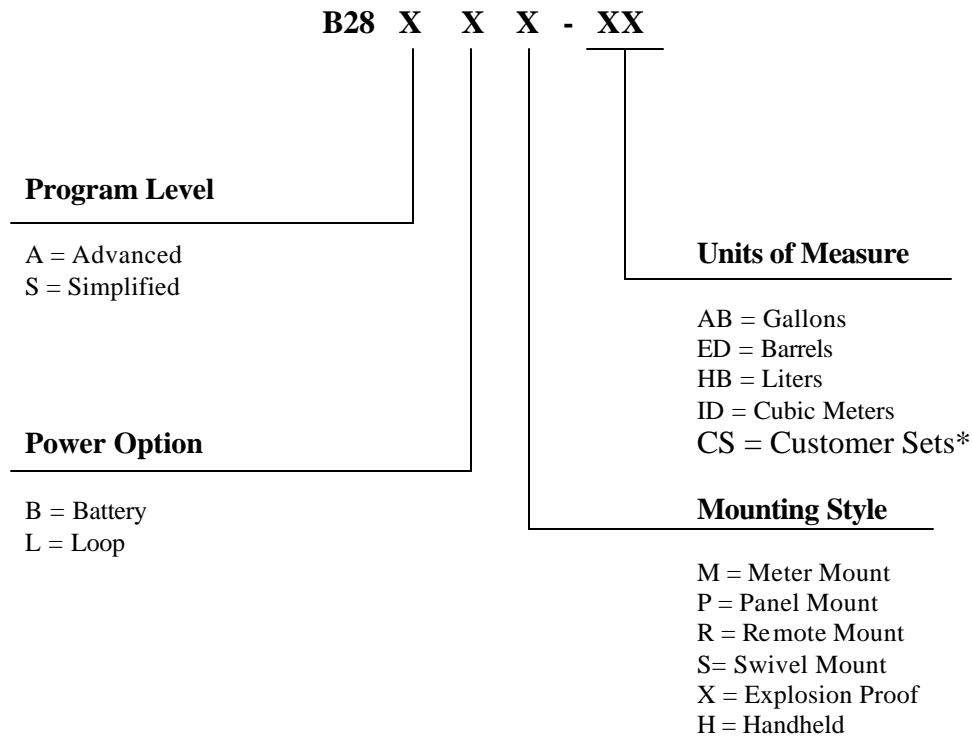 B28 X X X - XX
Program Level
A = Advanced
S = Simplified
Power Option
B = Battery
L = Loop
Units of Measure
AB = Gallons
ED = Barrels
HB = Liters
ID = Cubic Meters
CS = Customer Sets*
Mounting Style
M = Meter Mount
P = Panel Mount
R = Remote Mount
S= Swivel Mount
X = Explosion Proof
H = Handheld